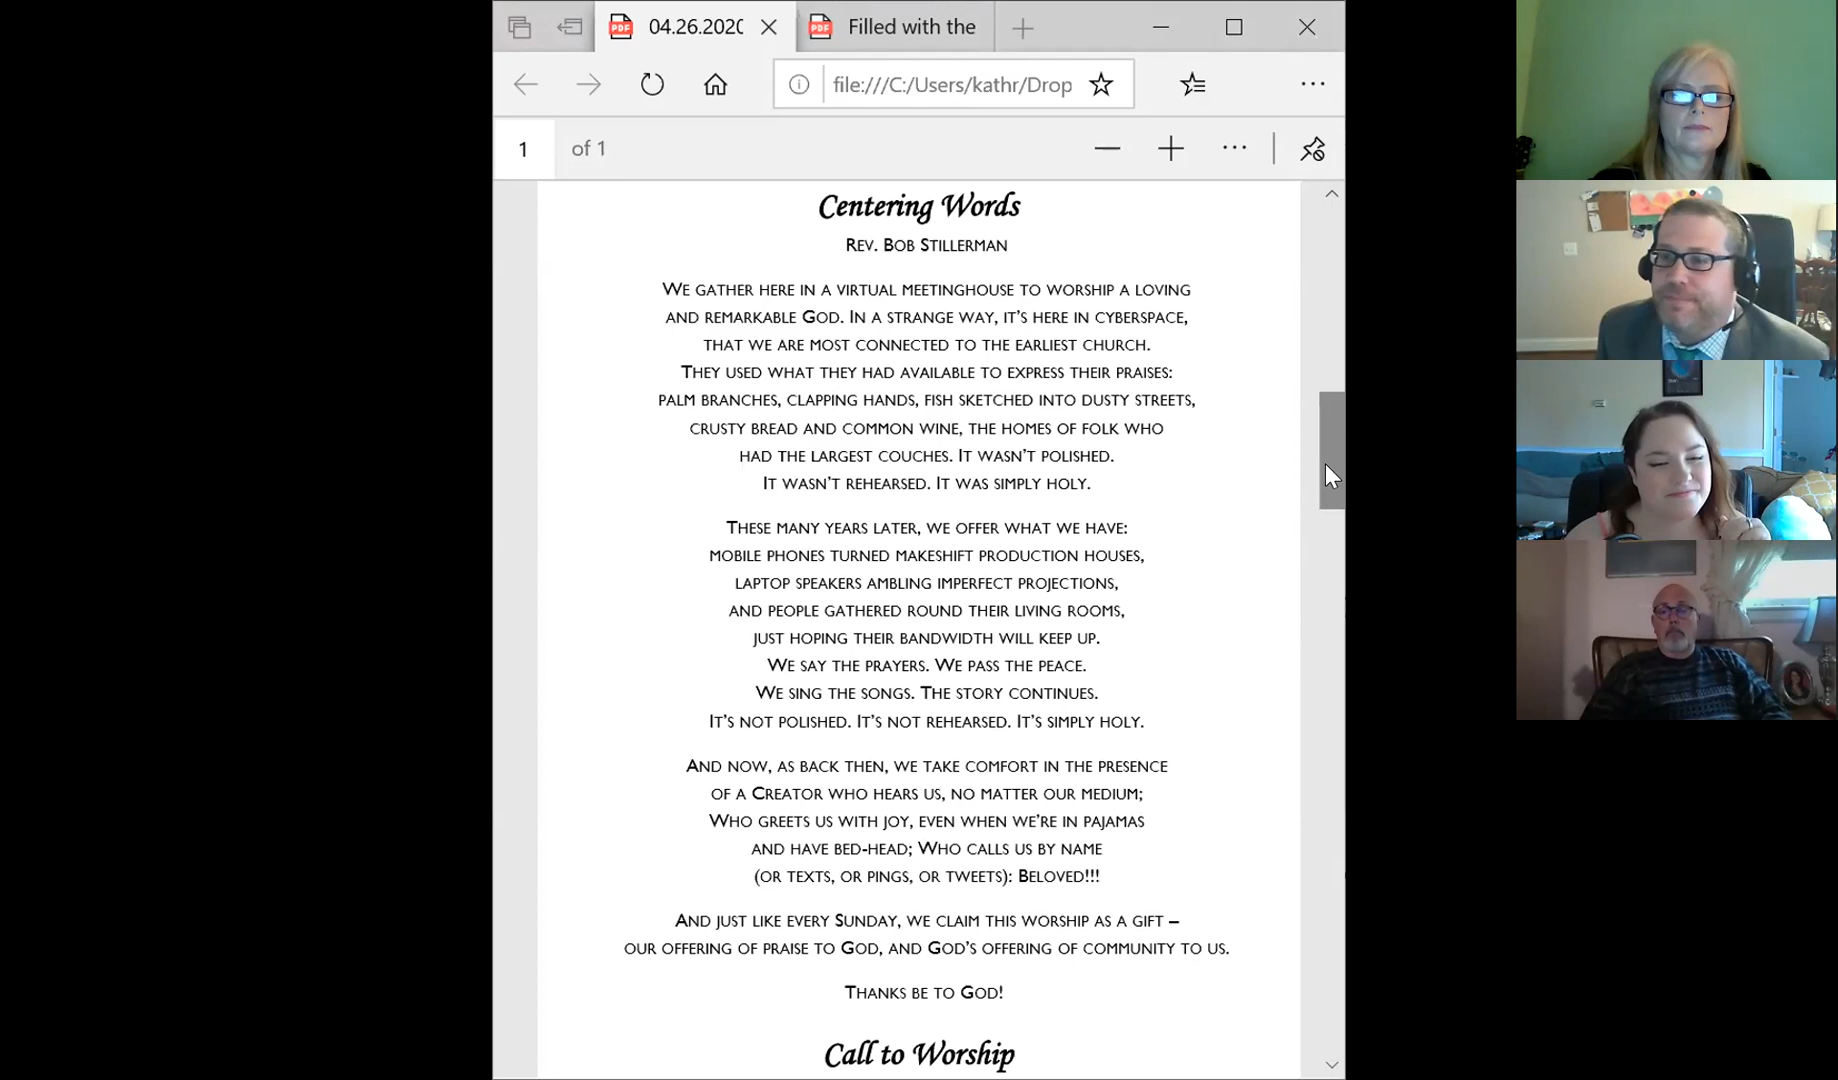 04.26.2020
Filled with the
file:///C:/Users/kathr/Drop
1 of 1
Centering Words
REV. BOB STILLERMAN
WE GATHER HERE IN A VIRTUAL MEETINGHOUSE TO WORSHIP A LOVING
AND REMARKABLE GOD. IN A STRANGE WAY, IT'S HERE IN CYBERSPACE,
THAT WE ARE MOST CONNECTED TO THE EARLIEST CHURCH.
THEY USED WHAT THEY HAD AVAILABLE TO EXPRESS THEIR PRAISES:
PALM BRANCHES, CLAPPING HANDS, FISH SKETCHED INTO DUSTY STREETS,
CRUSTY BREAD AND COMMON WINE, THE HOMES OF FOLK WHO
HAD THE LARGEST COUCHES. IT WASN'T POLISHED.
IT WASN'T REHEARSED. IT WAS SIMPLY HOLY.
THESE MANY YEARS LATER, WE OFFER WHAT WE HAVE:
MOBILE PHONES TURNED MAKESHIFT PRODUCTION HOUSES,
LAPTOP SPEAKERS AMBLING IMPERFECT PROJECTIONS,
AND PEOPLE GATHERED ROUND THEIR LIVING ROOMS,
JUST HOPING THEIR BANDWIDTH WILL KEEP UP.
WE SAY THE PRAYERS. WE PASS THE PEACE.
WE SING THE SONGS. THE STORY CONTINUES.
IT'S NOT POLISHED. IT'S NOT REHEARSED. IT'S SIMPLY HOLY.
AND NOW, AS BACK THEN, WE TAKE COMFORT IN THE PRESENCE
OF A CREATOR WHO HEARS US, NO MATTER OUR MEDIUM;
WHO GREETS US WITH JOY, EVEN WHEN WE'RE IN PAJAMAS
AND HAVE BED-HEAD; WHO CALLS US BY NAME
(OR TEXTS, OR PINGS, OR TWEETS): BELOVED!!!
AND JUST LIKE EVERY SUNDAY, WE CLAIM THIS WORSHIP AS A GIFT –
OUR OFFERING OF PRAISE TO GOD, AND GOD'S OFFERING OF COMMUNITY TO US.
THANKS BE TO GOD!
Call to Worship